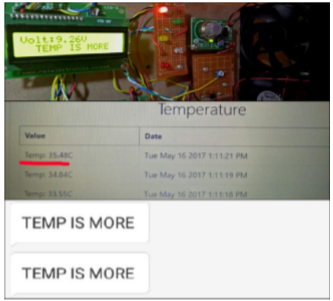 Volt:9.26V
TEMP IS MORE
Temperature
Value Date
Temp: 35.48C Tue May 16 2017 1:11:21 PM
Temp: 34.84C Tue May 16 2017 1:11:19 PM
Temp: 33.55C Tue May 16 2017 1:11:18 PM
TEMP IS MORE
TEMP IS MORE